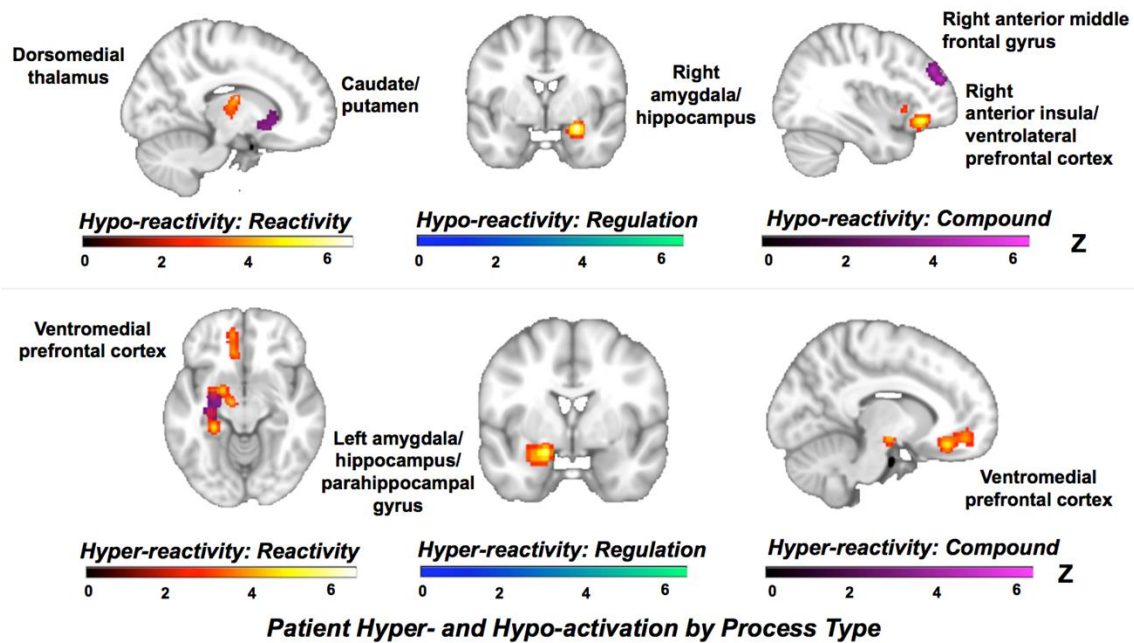 Dorsomedial
thalamus
Caudate/
putamen
Right
amygdala/
hippocampus
Right anterior middle
frontal gyrus
Right
anterior insula/
ventrolateral
prefrontal cortex
Hypo-reactivity: Reactivity
0 2 4 6
Hypo-reactivity: Regulation
0 2 4 6
Hypo-reactivity: Compound
0 2 4 6
Z
Ventromedial
prefrontal cortex
Left amygdala/
hippocampus/
parahippocampal
gyrus
Ventromedial
prefrontal cortex
Hyper-reactivity: Reactivity
0 2 4 6
Hyper-reactivity: Regulation
0 2 4 6
Hyper-reactivity: Compound
0 2 4 6
Z
Patient Hyper- and Hypo-activation by Process Type